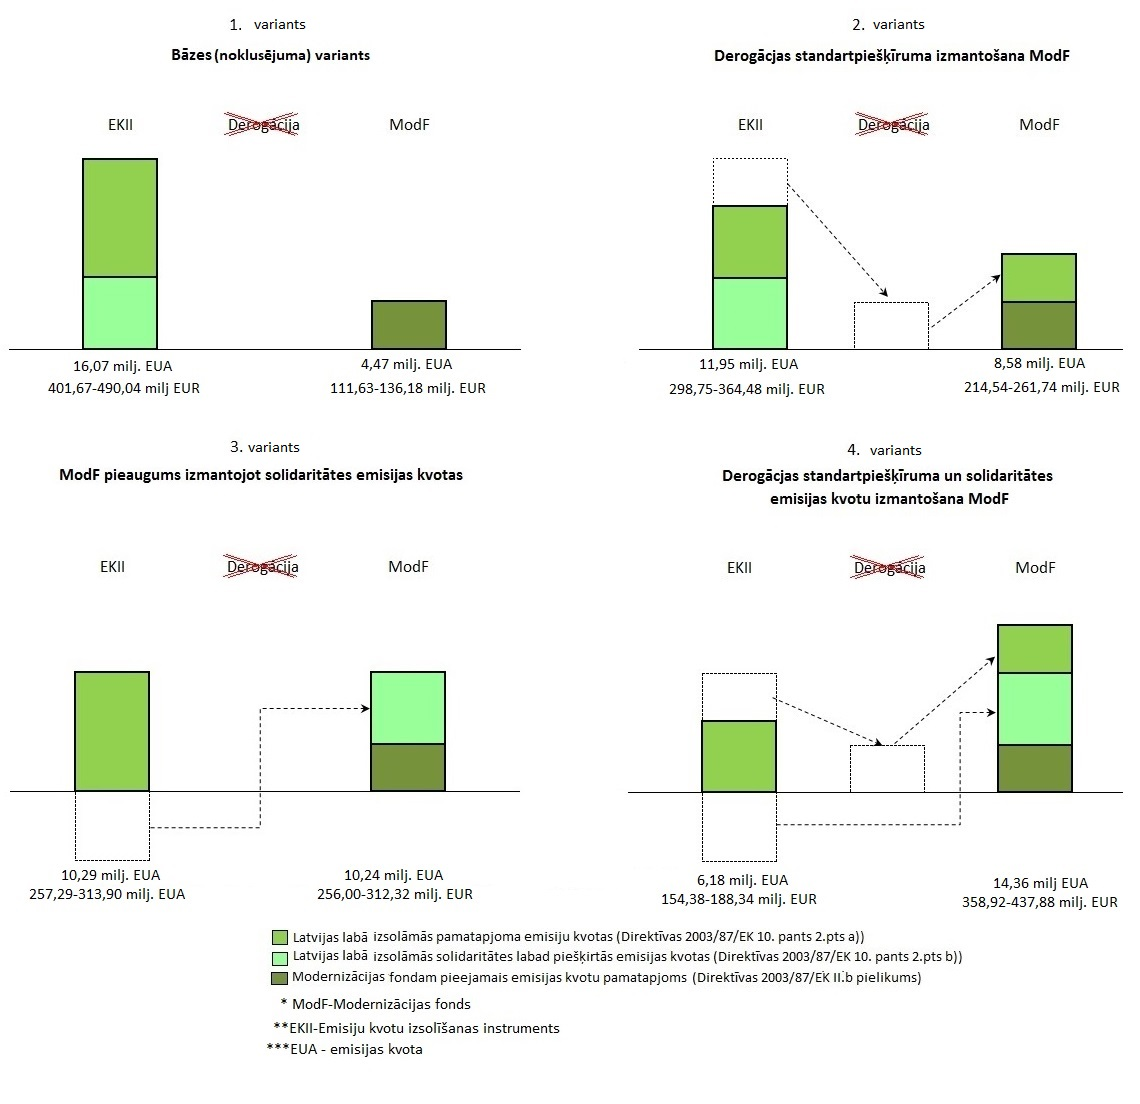 1. variants
Bāzes (noklusējuma) variants
EKII
Derogācija
ModF
16,07 milj. EUA
401,67-490,04 milj EUR
4,47 milj. EUA
111,63-136,18 milj. EUR
2. variants
Derogācjas standartpiešķīruma izmantošana ModF
EKII
Derogācija
ModF
11,95 milj. EUA
298,75-364,48 milj. EUR
8,58 milj. EUA
214,54-261,74 milj. EUR
3. variants
ModF pieaugums izmantojot solidaritātes emisijas kvotas
EKII
Derogācija
ModF
10,29 milj. EUA
257,29-313,90 milj. EUA
10,24 milj. EUA
256,00-312,32 milj. EUR
4. variants
Derogācjas standartpiešķīruma un solidaritātes
emisijas kvotu izmantošana ModF
EKII
Derogācija
ModF
6,18 milj. EUA
154,38-188,34 milj. EUR
14,36 milj EUA
358,92-437,88 milj. EUR
Latvijas labā izsolāmās pamatapjoma emisiju kvotas (Direktīvas 2003/87/EK 10. pants 2.pts a))
Latvijas labā izsolāmās solidaritātes labad piešķirtās emisijas kvotas (Direktīvas 2003/87/EK 10. pants 2.pts b))
Modernizācijas fondam pieejamais emisijas kvotu pamatapjoms (Direktīvas 2003/87/EK II.b pielikums)
* ModF-Modernizācijas fonds
**EKII-Emisiju kvotu izsolīšanas instruments
***EUA - emisijas kvota